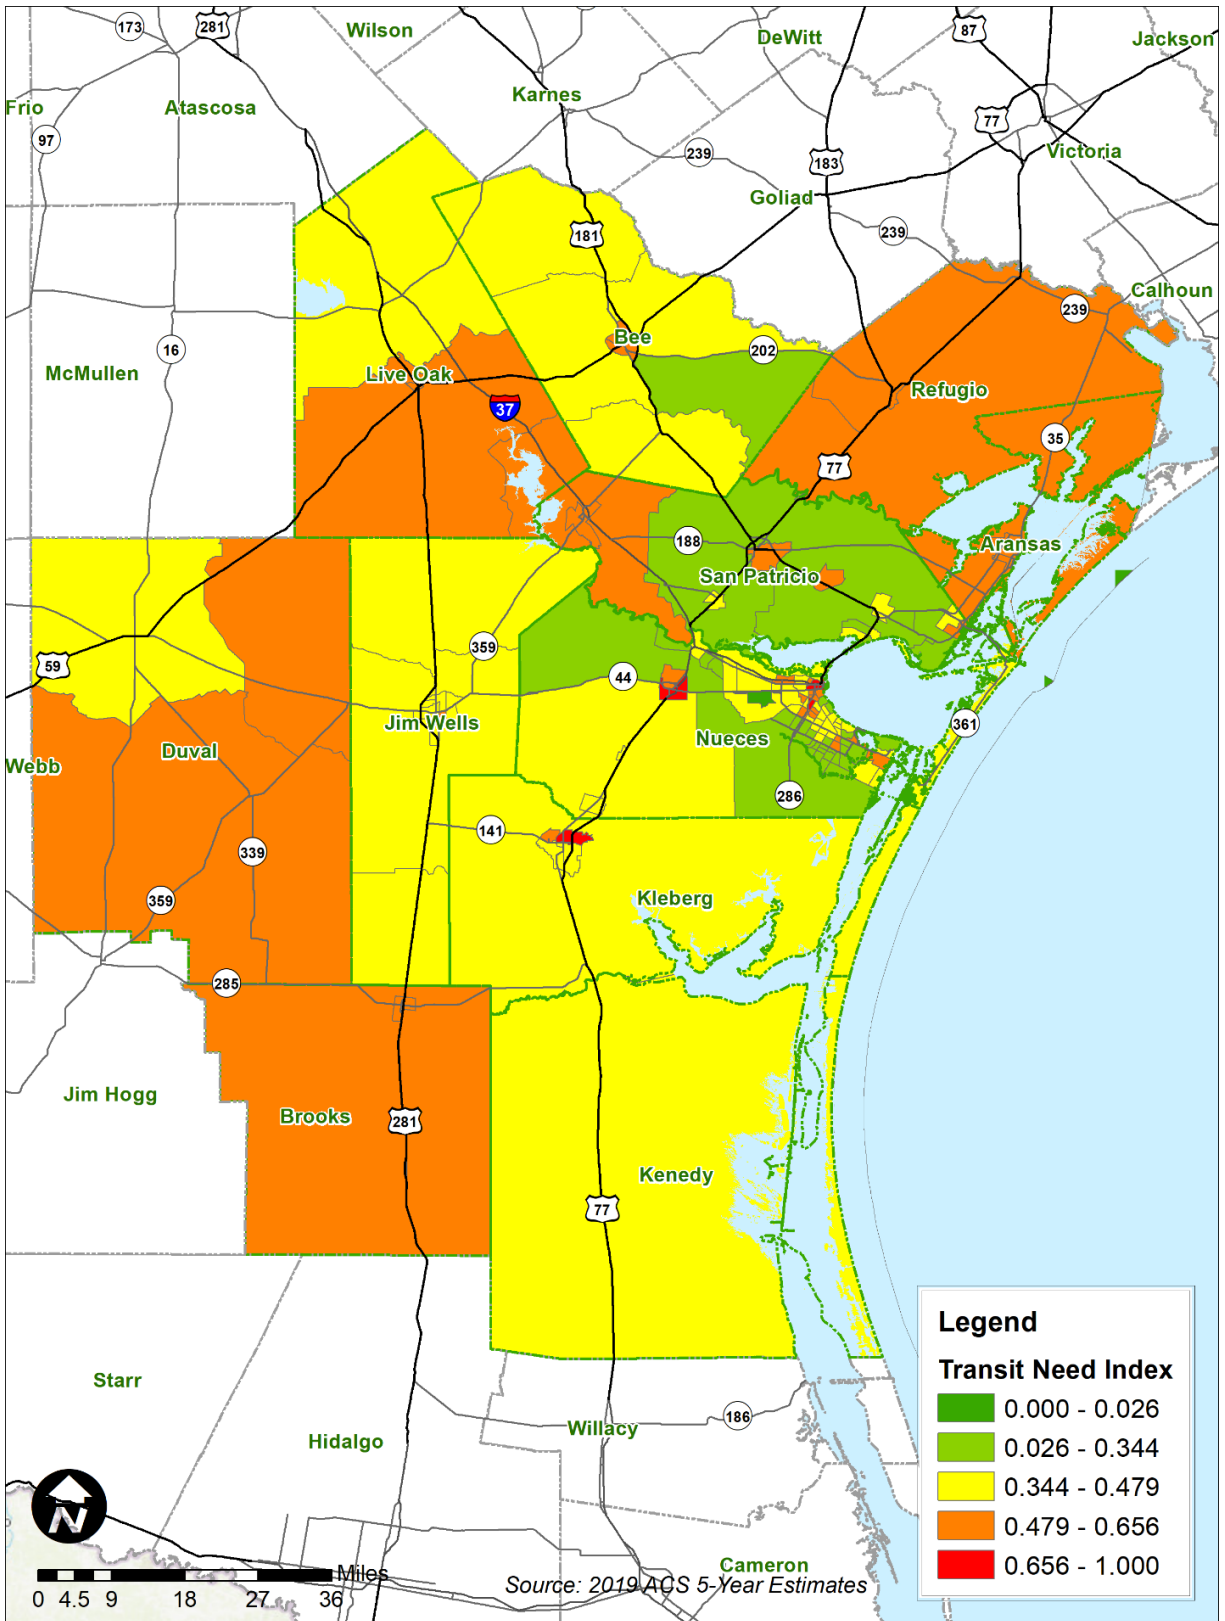 173
281
Wilson
DeWitt
87
Jackson
Frio
Atascosa
Karnes
77
97
239
183
Victoria
Goliad
181
239
Calhoun
239
16
Bee
202
McMullen
Live Oak
37
Refugio
35
77
188
Aransas
San Patricio
359
59
44
361
Jim Wells
Nueces
Duval
Webb
286
141
339
Kleberg
359
285
Jim Hogg
Brooks
281
Kenedy
77
Legend
Transit Need Index
0.000 - 0.026
0.026 - 0.344
0.344 - 0.479
0.479 - 0.656
0.656 - 1.000
Starr
186
Willacy
Hidalgo
N
Miles
0 4.5 9 18 27 36
Cameron
Source: 2019 ACS 5-Year Estimates